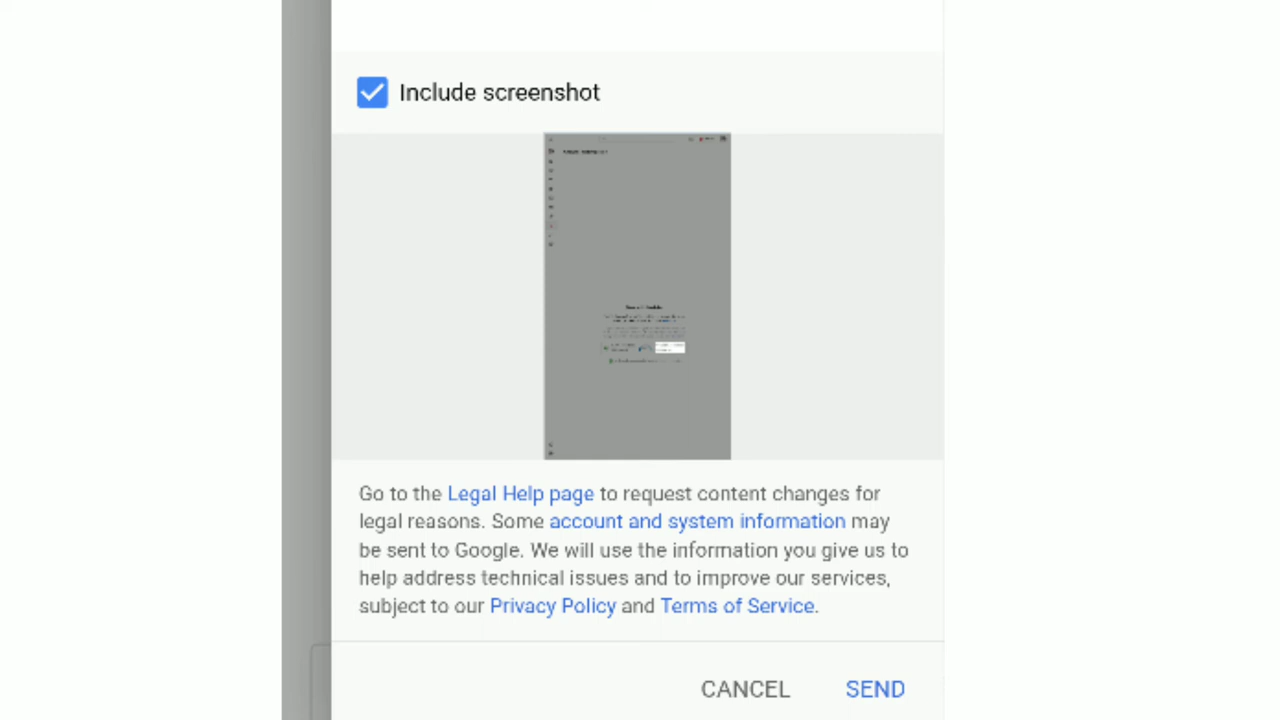 Include screenshot
Go to the Legal Help page to request content changes for
legal reasons. Some account and system information may
be sent to Google. We will use the information you give us to
help address technical issues and to improve our services,
subject to our Privacy Policy and Terms of Service.
CANCEL SEND